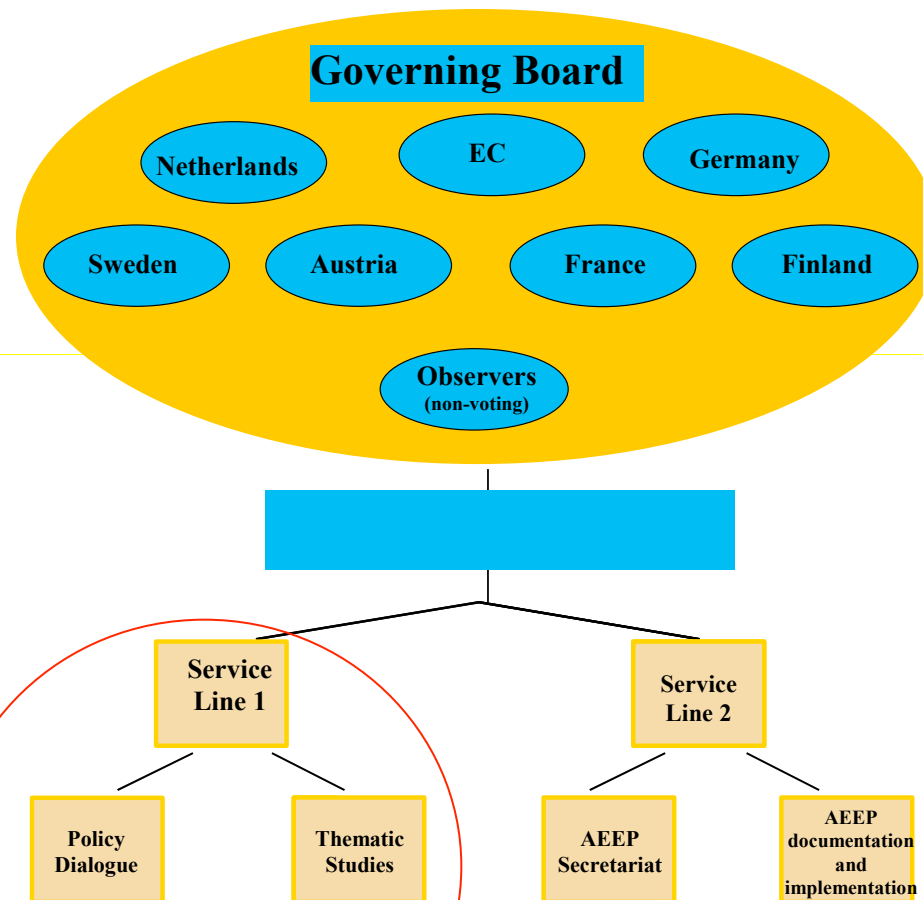 Governing Board
Netherlands
EC
Germany
Sweden
Austria
France
Finland
Observers
(non-voting)
Service
Line 1
Service
Line 2
Policy
Dialogue
Thematic
Studies
AEEP
Secretariat
AEEP
documentation
and
implementation